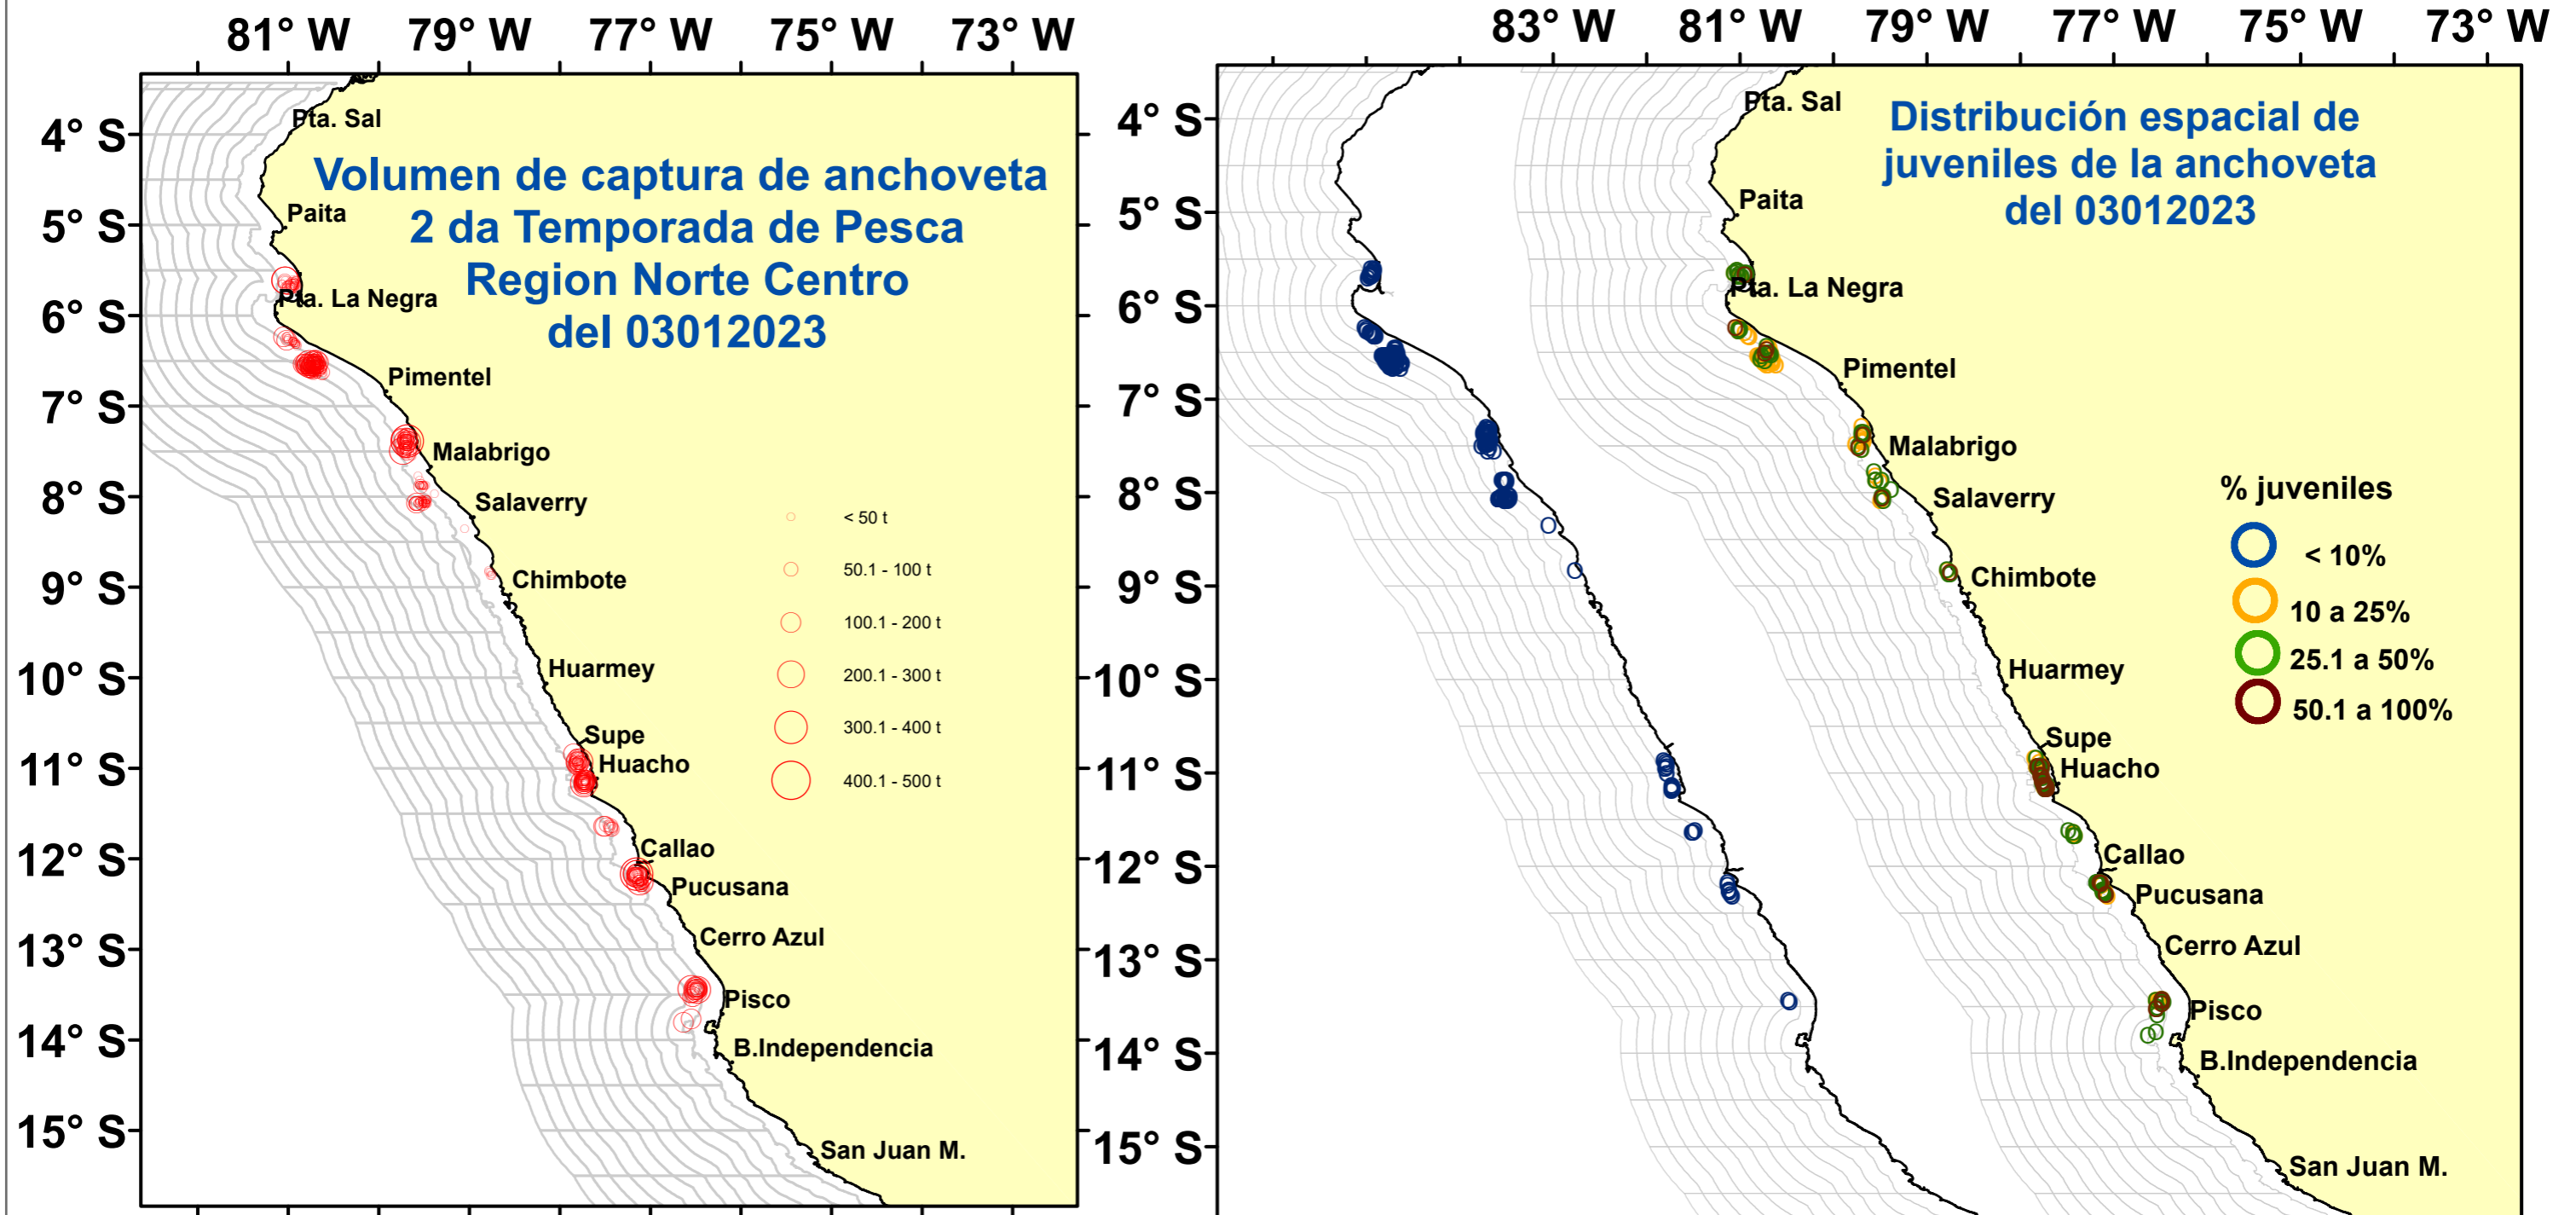 81° W 79° W 77° W 75° W 73° W
4° S
5° S
6° S
7° S
8° S
9° S
10° S
11° S
12° S
13° S
14° S
15° S
Volumen de captura de anchoveta
2 da Temporada de Pesca
Region Norte Centro
del 03012023
Pta. Sal
Paita
Pta. La Negra
Pimentel
Malabrigo
Salaverry
Chimbote
Huarmey
Supe
Huacho
Callao
Pucusana
Cerro Azul
Pisco
B.Independencia
San Juan M.
< 50 t
50.1 - 100 t
100.1 - 200 t
200.1 - 300 t
300.1 - 400 t
400.1 - 500 t
83° W 81° W 79° W 77° W 75° W 73° W
4° S
5° S
6° S
7° S
8° S
9° S
10° S
11° S
12° S
13° S
14° S
15° S
Distribución espacial de
juveniles de la anchoveta
del 03012023
Pta. Sal
Paita
Pta. La Negra
Pimentel
Malabrigo
Salaverry
Chimbote
Huarmey
Supe
Huacho
Callao
Pucusana
Cerro Azul
Pisco
B.Independencia
San Juan M.
% juveniles
< 10%
10 a 25%
25.1 a 50%
50.1 a 100%